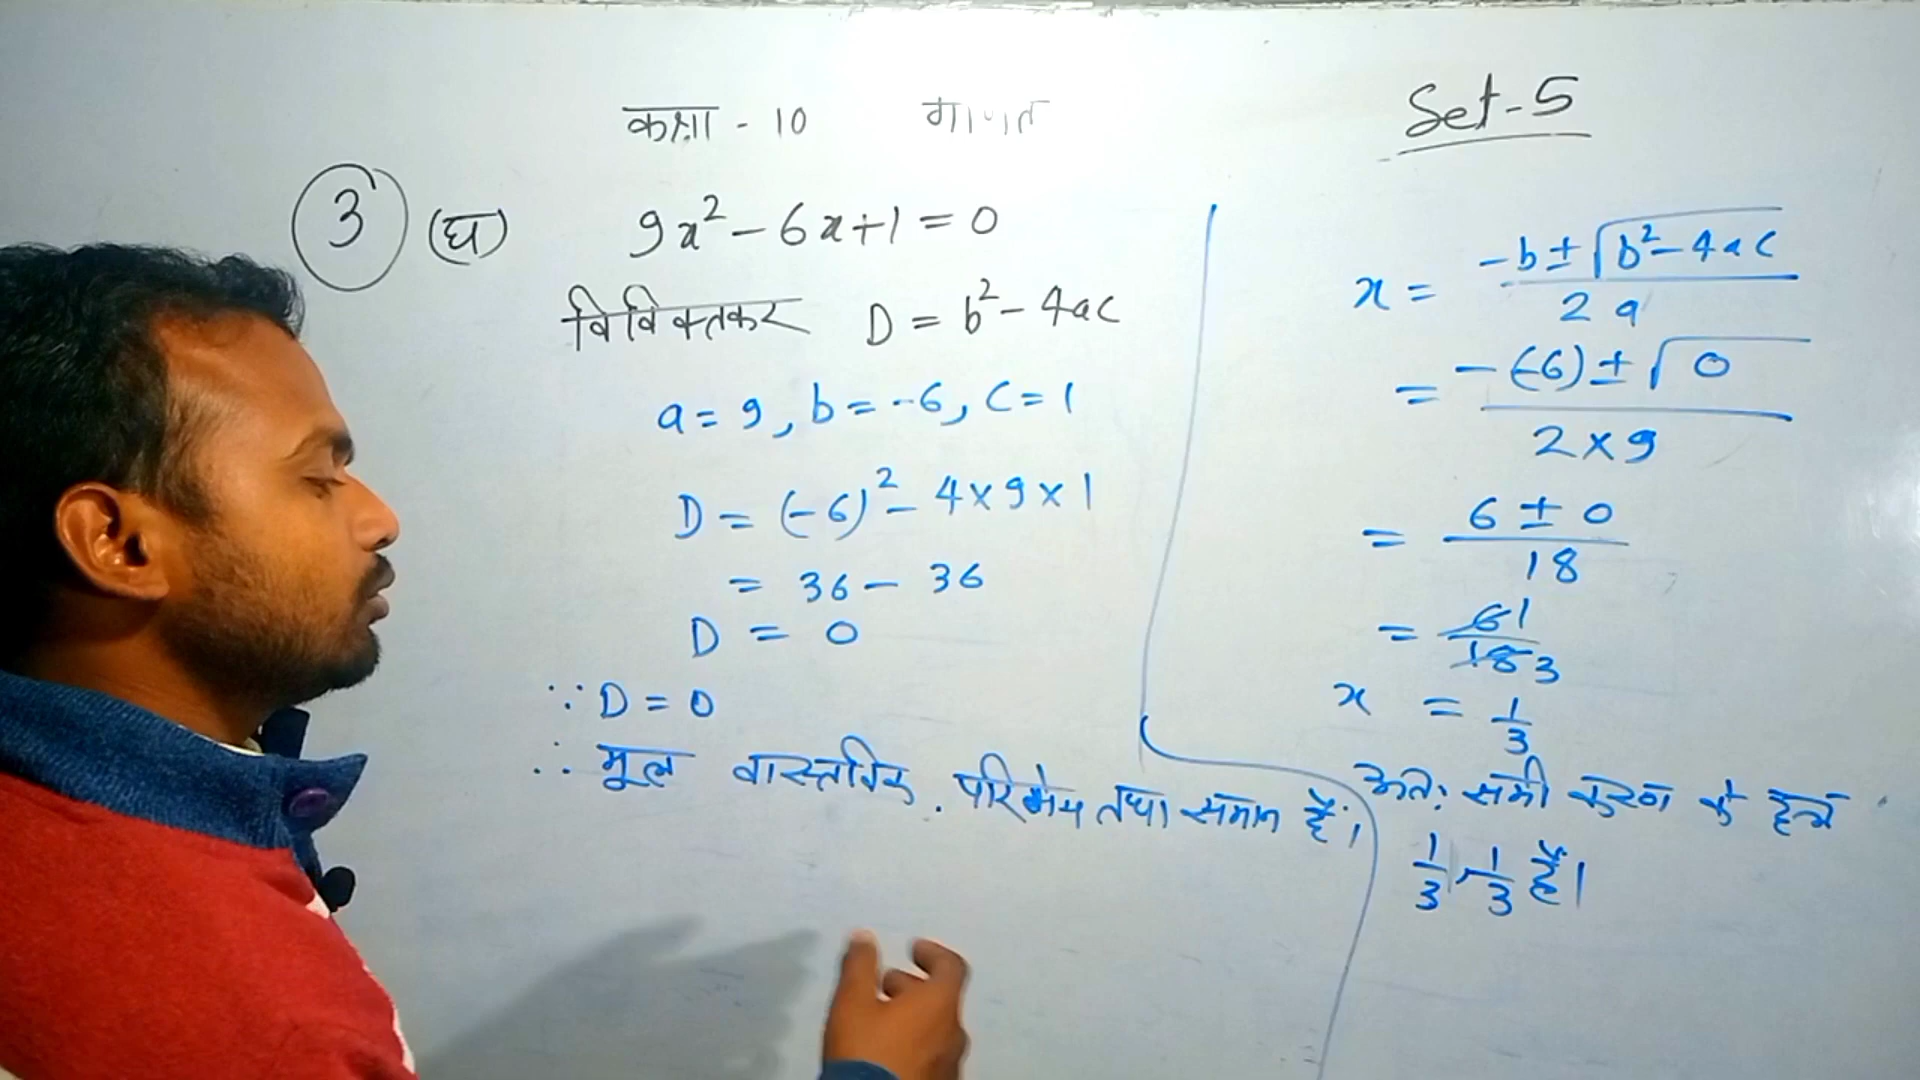 कक्षा - 10
Set-5
3 (घ) 9x² - 6x + 1 = 0
विविक्तकर D = b² - 4ac
a = 9, b = -6, c = 1
D = (-6)² - 4 × 9 × 1
= 36 - 36
D = 0
∵ D = 0
∴ मूल वास्तविक, परिमेय तथा समान हैं।
x = (-b ± √(b² - 4ac)) / 2a
= (-(-6) ± √0) / (2 × 9)
= (6 ± 0) / 18
= 6 1 / 18 3
x = 1/3
अतः समीकरण के हल
1/3, 1/3 हैं।